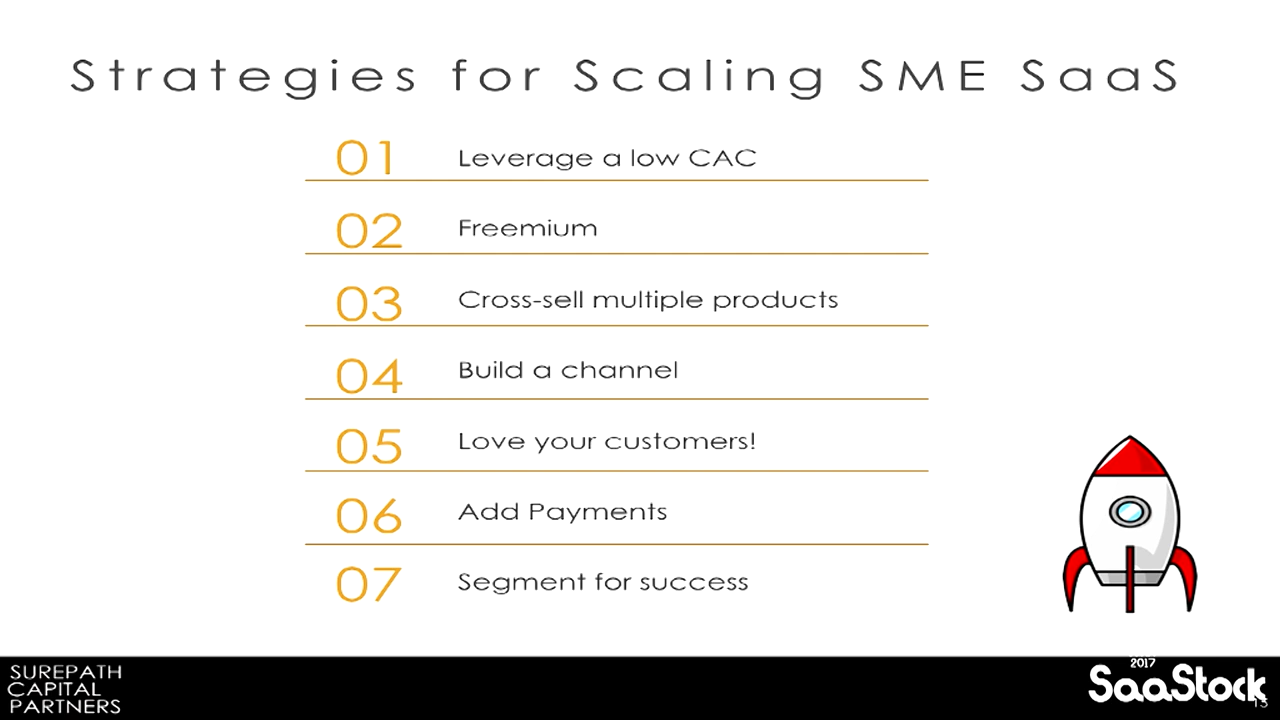 Strategies for Scaling SME SaaS
01 Leverage a low CAC
02 Freemium
03 Cross-sell multiple products
04 Build a channel
05 Love your customers!
06 Add Payments
07 Segment for success
SUREPATH
CAPITAL
PARTNERS
2017
SaaStock
13